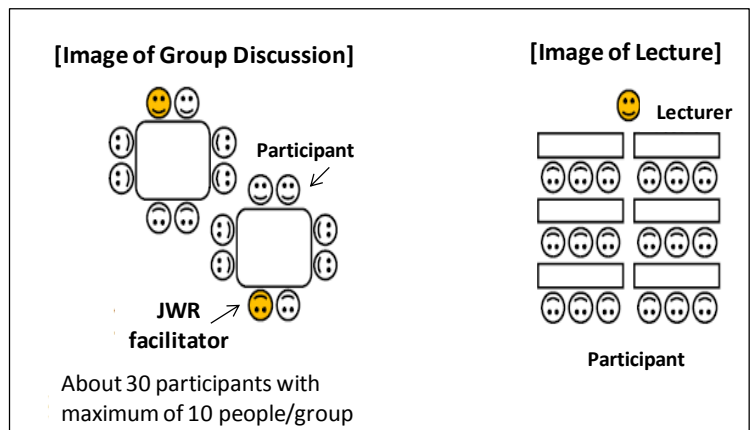 [Image of Group Discussion]
Participant
JWR
facilitator
About 30 participants with
maximum of 10 people/group
[Image of Lecture]
Lecturer
Participant